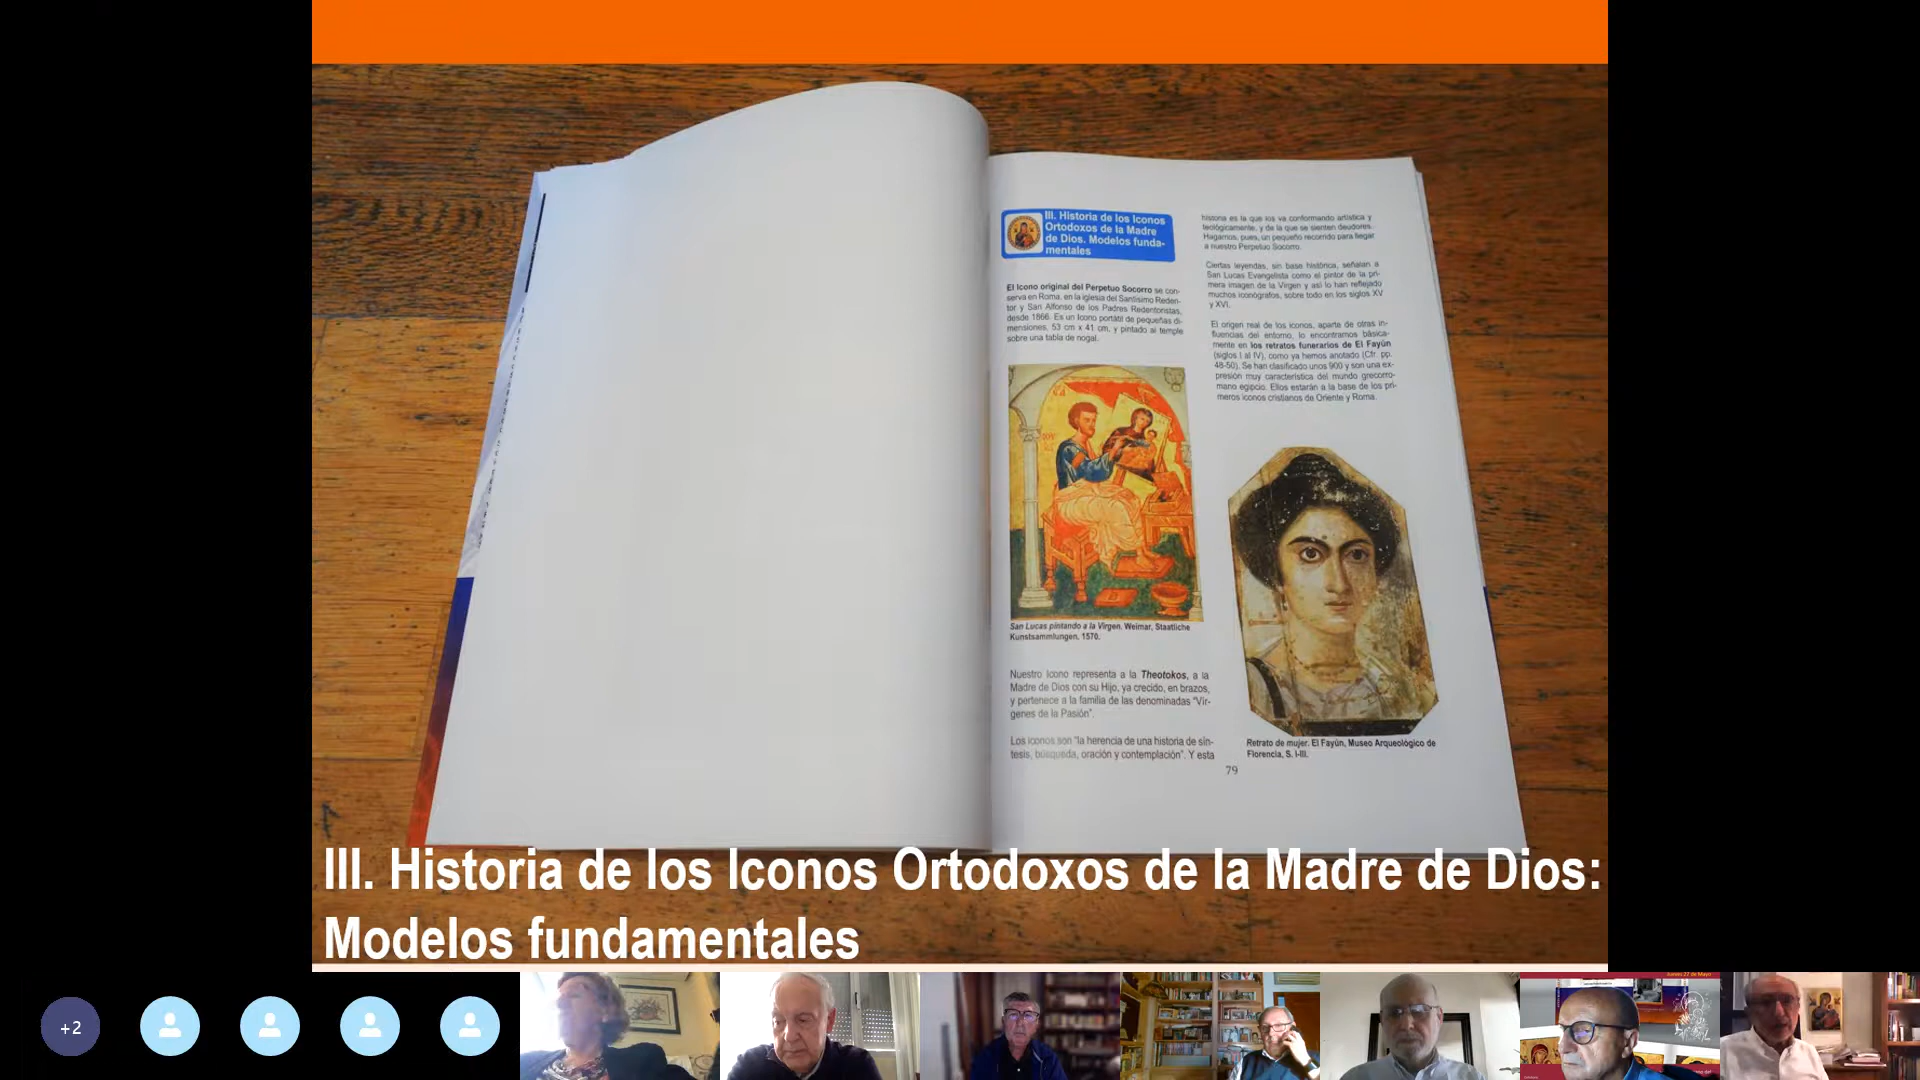 III. Historia de los Iconos
Ortodoxos de la Madre
de Dios. Modelos funda-
mentales
El Icono original del Perpetuo Socorro se con-
serva en Roma, en la iglesia del Santísimo Reden-
tor y San Alfonso de los Padres Redentoristas,
desde 1866. Es un Icono portátil de pequeñas di-
mensiones, 53 cm x 41 cm, y pintado al temple
sobre una tabla de nogal.
San Lucas pintando a la Virgen. Weimar, Staatliche
Kunstsammlungen. 1570.
Nuestro Icono representa a la Theotokos, a la
Madre de Dios con su Hijo, ya crecido, en brazos,
y pertenece a la familia de las denominadas "Vír-
genes de la Pasión".
Los iconos son "la herencia de una historia de sín-
tesis, búsqueda, oración y contemplación". Y esta
historia es la que los va conformando artística y
teológicamente, y de la que se sienten deudores.
Hagamos, pues, un pequeño recorrido para llegar
a nuestro Perpetuo Socorro.
Ciertas leyendas, sin base histórica, señalan a
San Lucas Evangelista como el pintor de la pri-
mera imagen de la Virgen y así lo han reflejado
muchos iconógrafos, sobre todo en los siglos XV
y XVI.
El origen real de los iconos, aparte de otras in-
fluencias del entorno, lo encontramos básica-
mente en los retratos funerarios de El Fayún
(siglos I al IV), como ya hemos anotado (Cfr. pp.
48-50). Se han clasificado unos 900 y son una ex-
presión muy característica del mundo grecorro-
mano egipcio. Ellos estarán a la base de los pri-
meros iconos cristianos de Oriente y Roma.
Retrato de mujer. El Fayún, Museo Arqueológico de
Florencia, S. I-III.
79
III. Historia de los Iconos Ortodoxos de la Madre de Dios:
Modelos fundamentales
+2